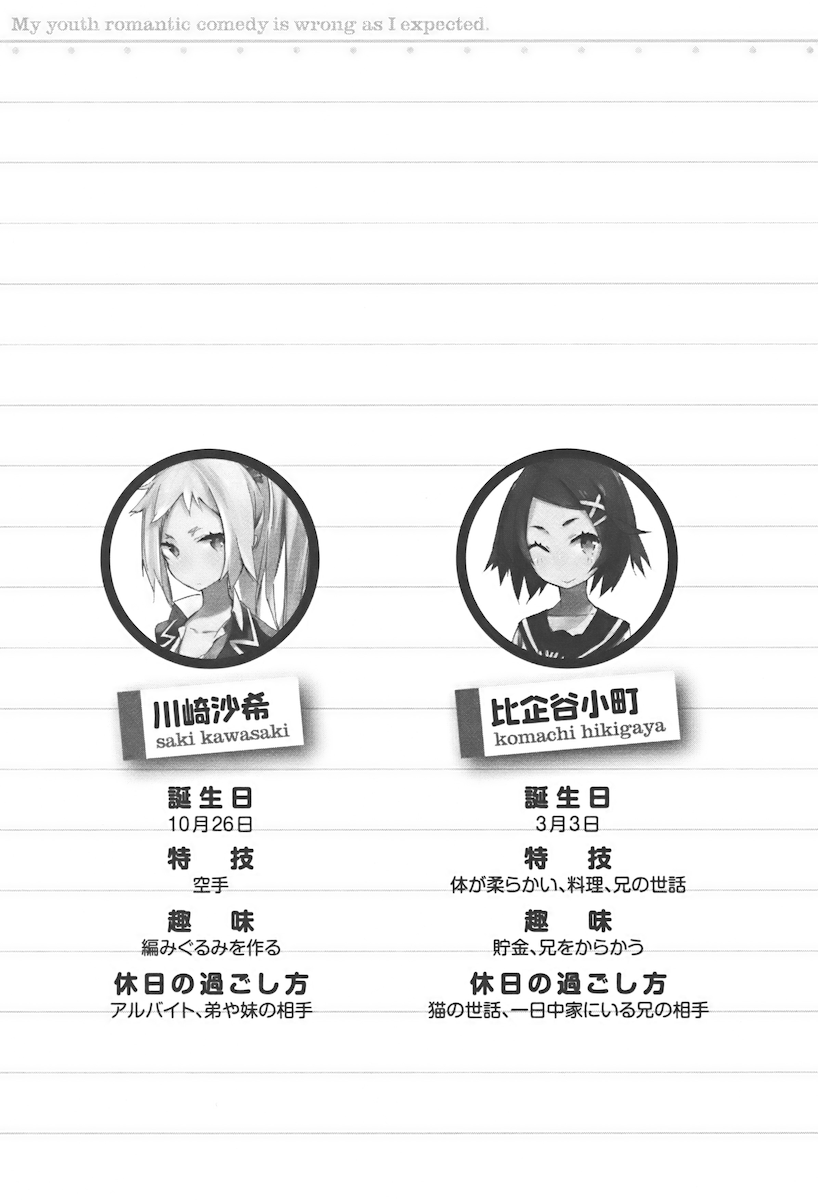 My youth romantic comedy is wrong as I expected.
川崎沙希
saki kawasaki
誕生日
10月26日
特 技
空手
趣 味
編みぐるみを作る
休日の過ごし方
アルバイト、弟や妹の相手
比企谷小町
komachi hikigaya
誕生日
3月3日
特 技
体が柔らかい、料理、兄の世話
趣 味
貯金、兄をからかう
休日の過ごし方
猫の世話、一日中家にいる兄の相手